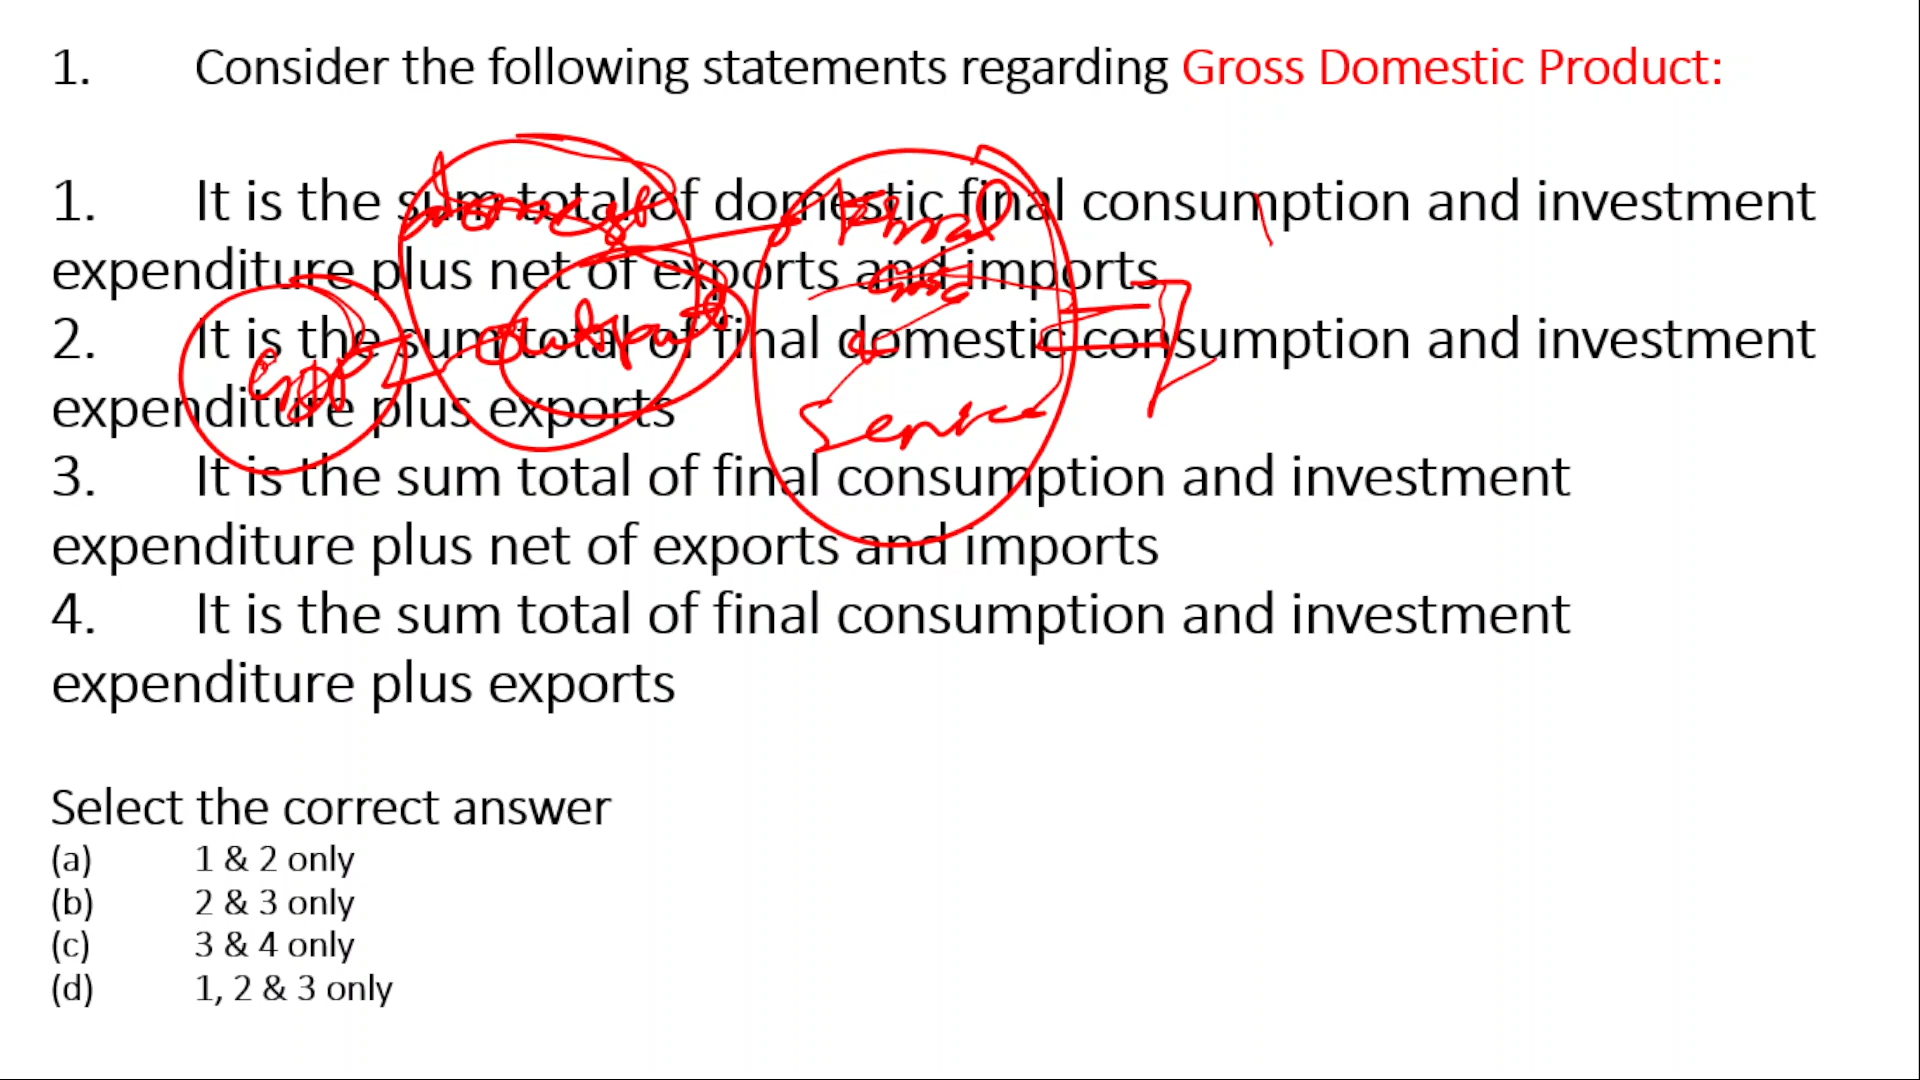 1. Consider the following statements regarding Gross Domestic Product:
1. It is the sum total of domestic final consumption and investment
expenditure plus net of exports and imports
2. It is the sum total of final domestic consumption and investment
expenditure plus exports
3. It is the sum total of final consumption and investment
expenditure plus net of exports and imports
4. It is the sum total of final consumption and investment
expenditure plus exports
Select the correct answer
(a) 1 & 2 only
(b) 2 & 3 only
(c) 3 & 4 only
(d) 1, 2 & 3 only
final
output
&
Service